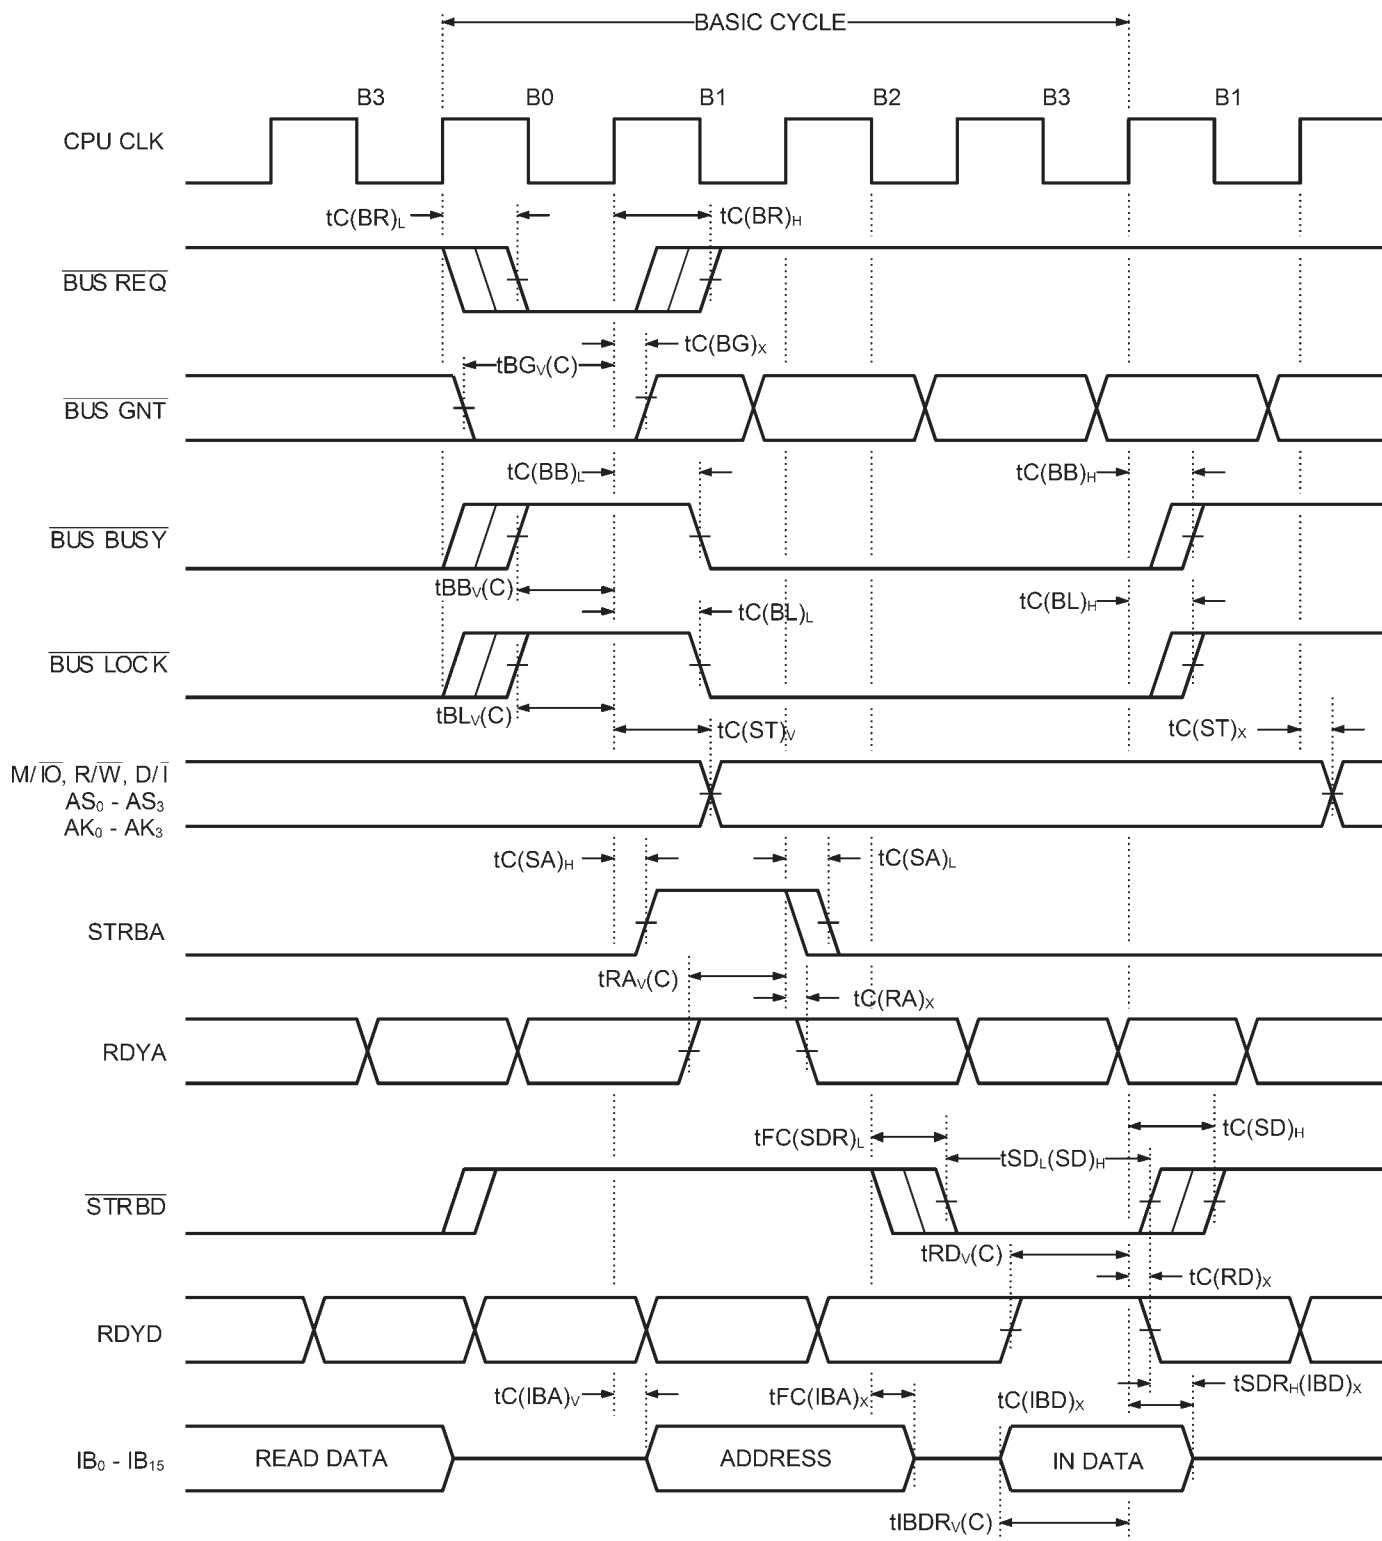 BASIC CYCLE
B3 B0 B1 B2 B3 B1
CPU CLK
tC(BR)L tC(BR)H
BUS REQ
tC(BG)X
tBGV(C)
BUS GNT
tC(BB)L tC(BB)H
BUS BUSY
tBBV(C)
tC(BL)L tC(BL)H
BUS LOCK
tBLV(C)
tC(ST)V tC(ST)X
M/IO, R/W, D/I
AS0 - AS3
AK0 - AK3
tC(SA)H tC(SA)L
STRBA
tRAV(C)
tC(RA)X
RDYA
tFC(SDR)L tC(SD)H
tSDL(SD)H
STRBD
tRDV(C)
tC(RD)X
RDYD
tC(IBA)V tFC(IBA)X tC(IBD)X tSDRH(IBD)X
IB0 - IB15 READ DATA ADDRESS IN DATA
tIBDRV(C)